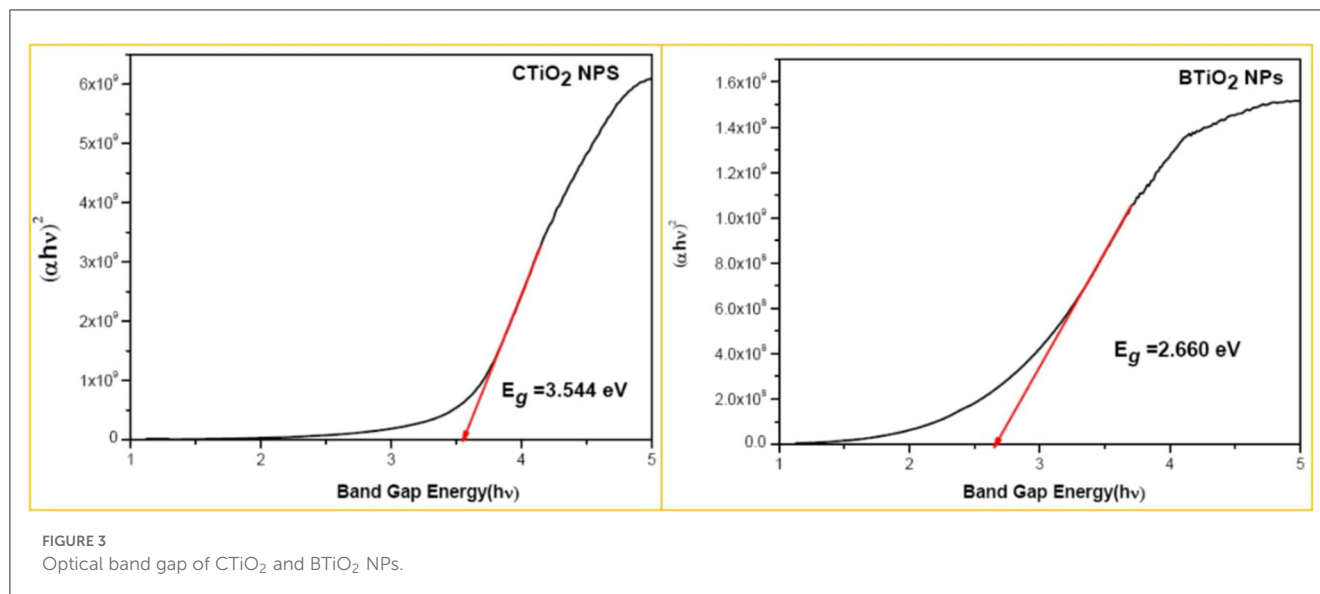 CTiO₂ NPS
6x10⁹
5x10⁹
4x10⁹
3x10⁹
2x10⁹
1x10⁹
0
(αhν)²
E_g =3.544 eV
1 2 3 4 5
Band Gap Energy(hν)
BTiO₂ NPs
1.6x10⁹
1.4x10⁹
1.2x10⁹
1.0x10⁹
8.0x10⁸
6.0x10⁸
4.0x10⁸
2.0x10⁸
0.0
(αhν)²
E_g =2.660 eV
1 2 3 4 5
Band Gap Energy(hν)
FIGURE 3
Optical band gap of CTiO₂ and BTiO₂ NPs.